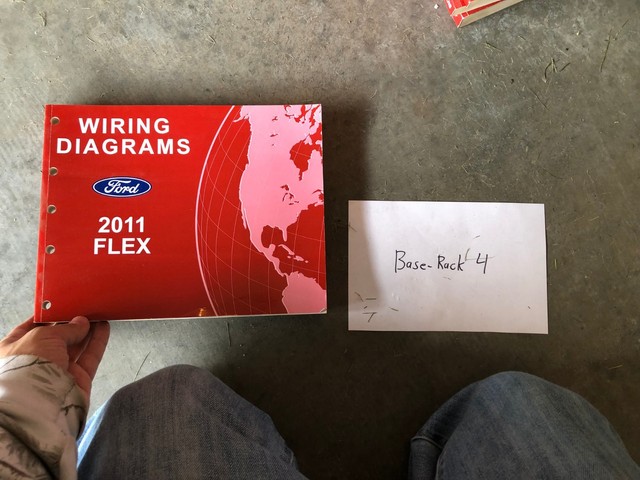 WIRING
DIAGRAMS
Ford
2011
FLEX
Base-Rack 4